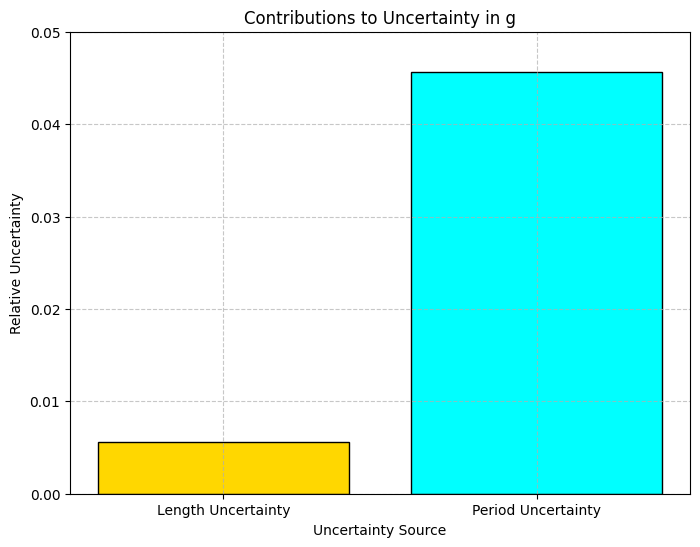 Contributions to Uncertainty in g
0.05
0.04
0.03
0.02
0.01
0.00
Relative Uncertainty
Length Uncertainty
Period Uncertainty
Uncertainty Source